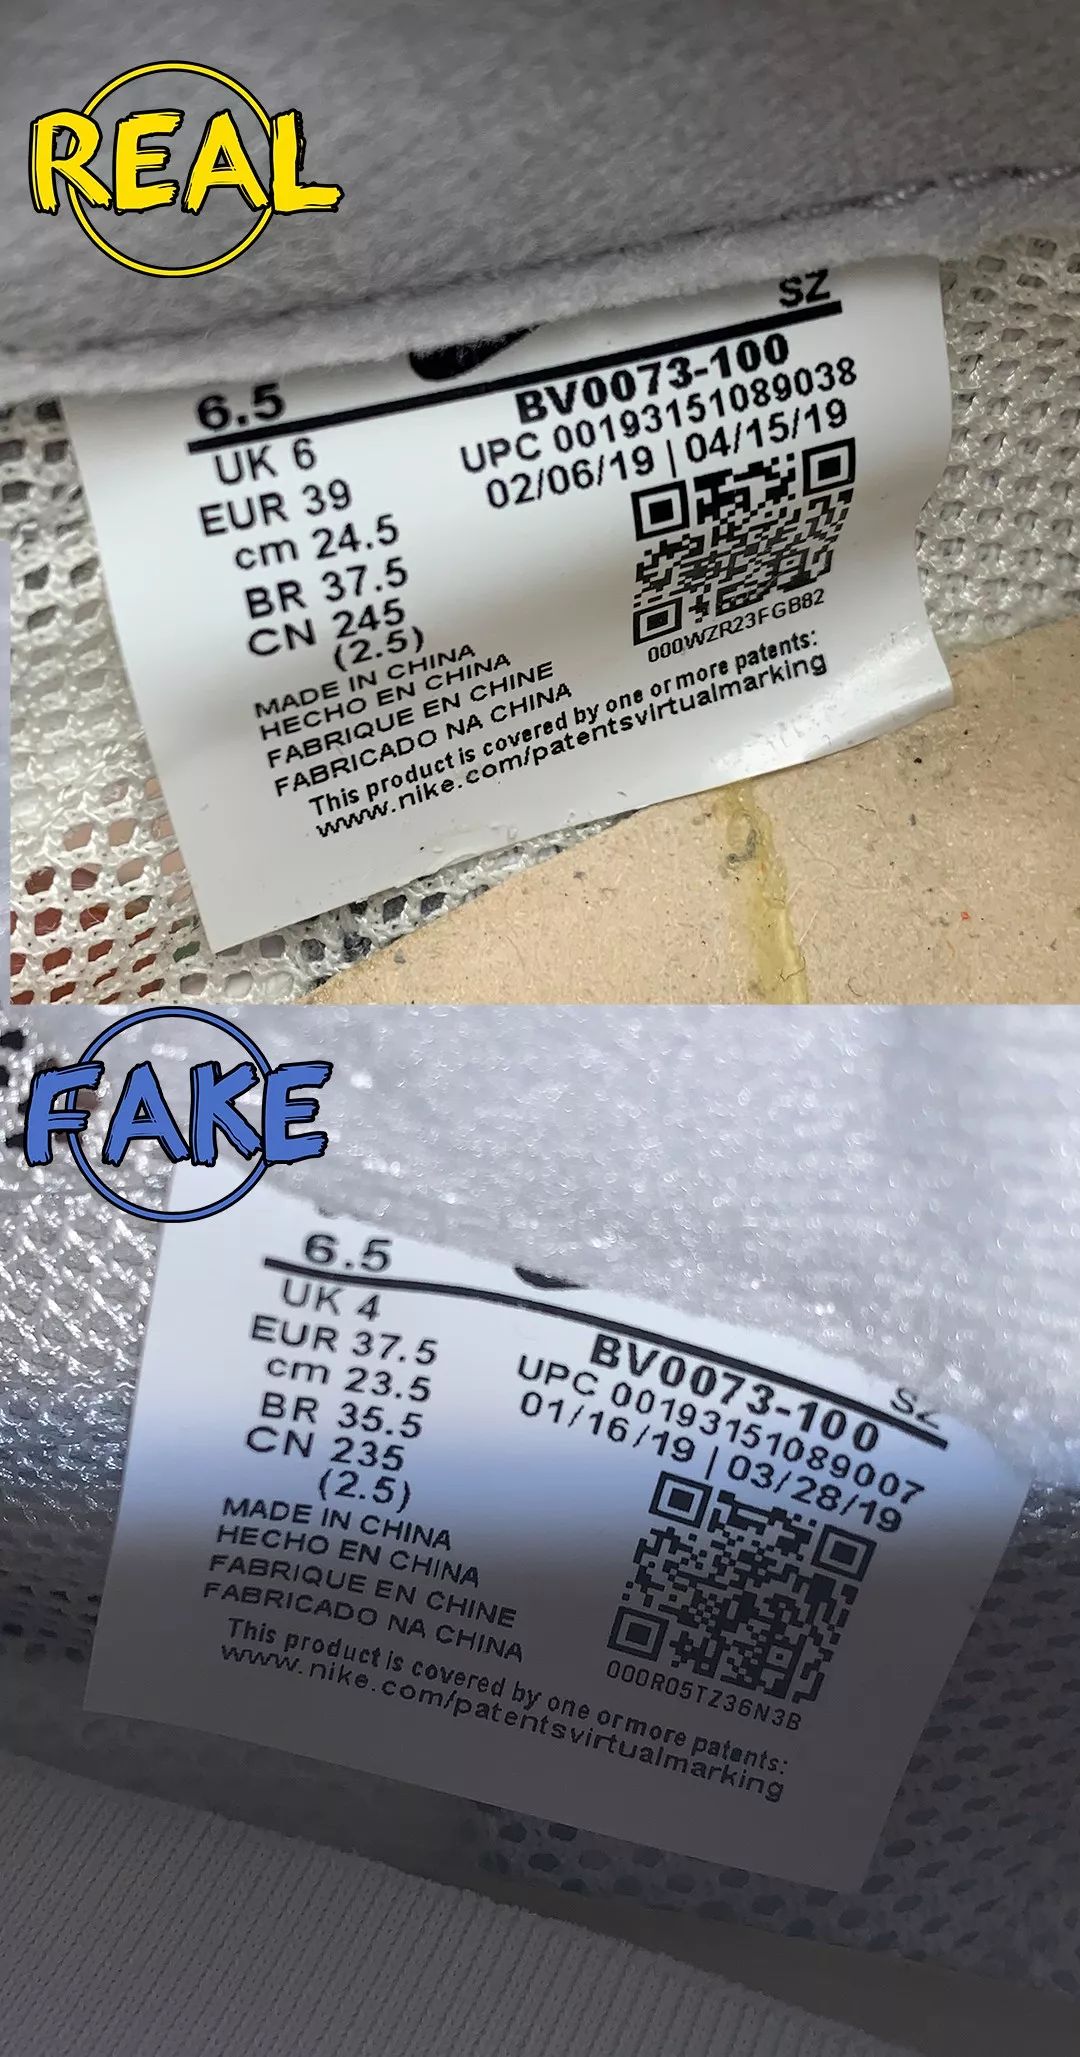 REAL
SZ
6.5
BV0073-100
UK 6
UPC 00193151089038
EUR 39
02/06/19 | 04/15/19
cm 24.5
BR 37.5
CN 245
(2.5)
000WZR23FGB82
MADE IN CHINA
HECHO EN CHINA
FABRIQUE EN CHINE
FABRICADO NA CHINA
This product is covered by one or more patents:
www.nike.com/patentsvirtualmarking
FAKE
6.5
SZ
UK 4
BV0073-100
EUR 37.5
UPC 00193151089007
cm 23.5
01/16/19 | 03/28/19
BR 35.5
CN 235
(2.5)
000R05TZ36N3B
MADE IN CHINA
HECHO EN CHINA
FABRIQUE EN CHINE
FABRICADO NA CHINA
This product is covered by one or more patents:
www.nike.com/patentsvirtualmarking